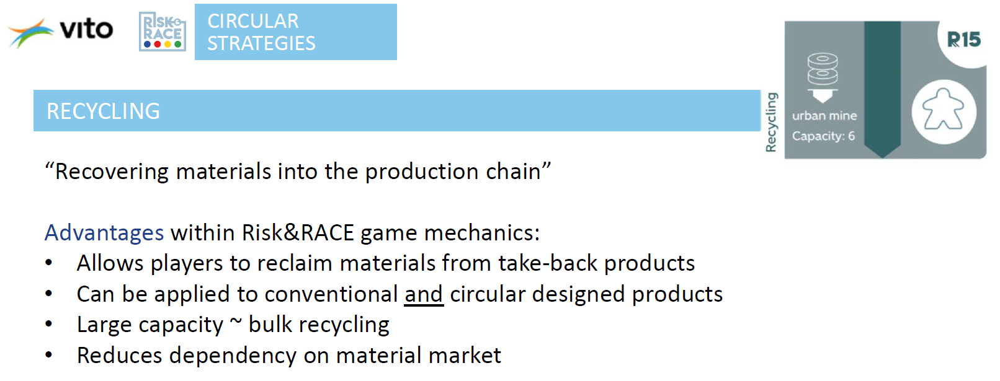 vito
RISK&
RACE
CIRCULAR
STRATEGIES
R15
RECYCLING
Recycling
urban mine
Capacity: 6
“Recovering materials into the production chain”
Advantages within Risk&RACE game mechanics:
• Allows players to reclaim materials from take-back products
• Can be applied to conventional and circular designed products
• Large capacity ~ bulk recycling
• Reduces dependency on material market